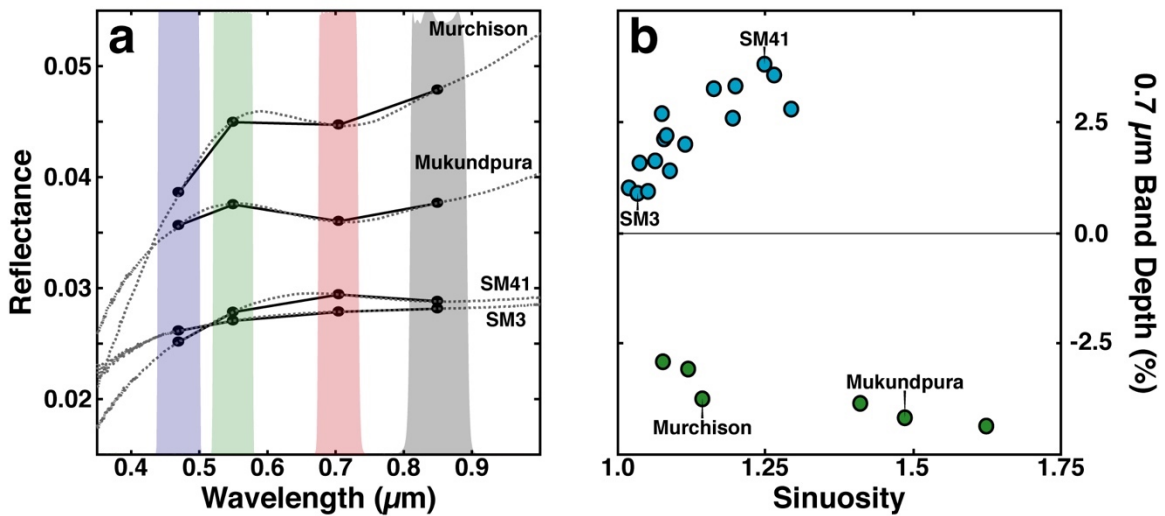 a
Murchison
Mukundpura
SM41
SM3
0.05
0.04
0.03
0.02
Reflectance
0.4 0.5 0.6 0.7 0.8 0.9
Wavelength (µm)
b
SM41
SM3
Mukundpura
Murchison
2.5
0.0
-2.5
0.7 µm Band Depth (%)
1.0 1.25 1.5 1.75
Sinuosity